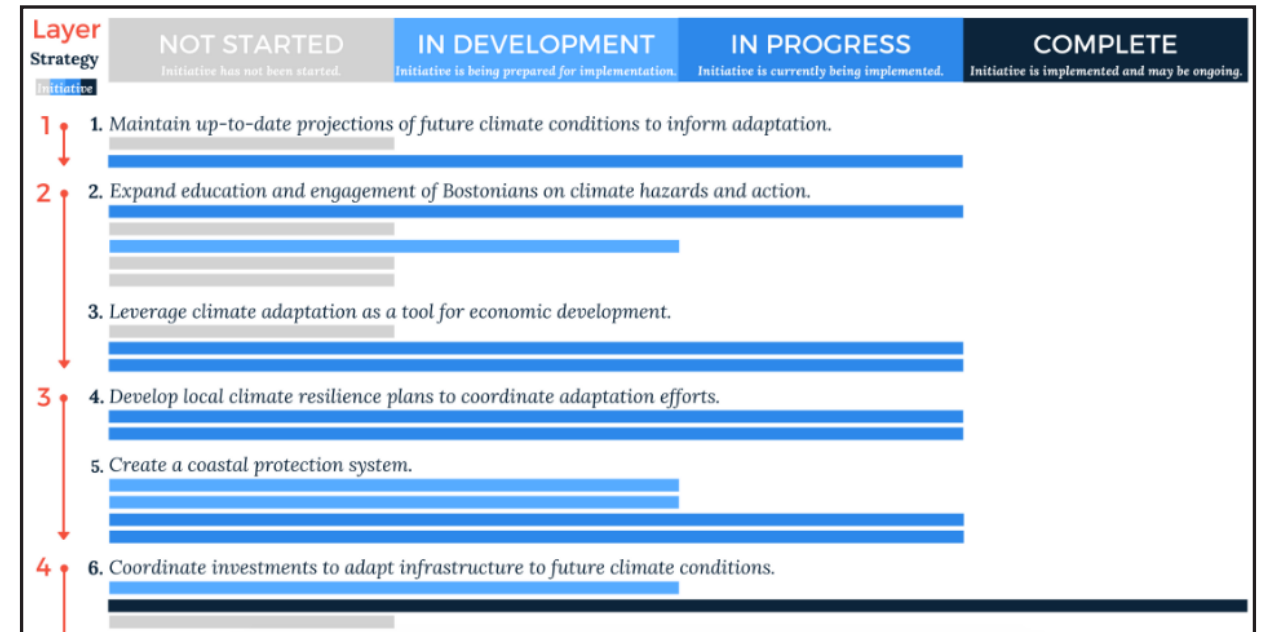 Layer
Strategy
Initiative
NOT STARTED
Initiative has not been started.
IN DEVELOPMENT
Initiative is being prepared for implementation.
IN PROGRESS
Initiative is currently being implemented.
COMPLETE
Initiative is implemented and may be ongoing.
1 1. Maintain up-to-date projections of future climate conditions to inform adaptation.
2 2. Expand education and engagement of Bostonians on climate hazards and action.
3. Leverage climate adaptation as a tool for economic development.
3 4. Develop local climate resilience plans to coordinate adaptation efforts.
5. Create a coastal protection system.
4 6. Coordinate investments to adapt infrastructure to future climate conditions.